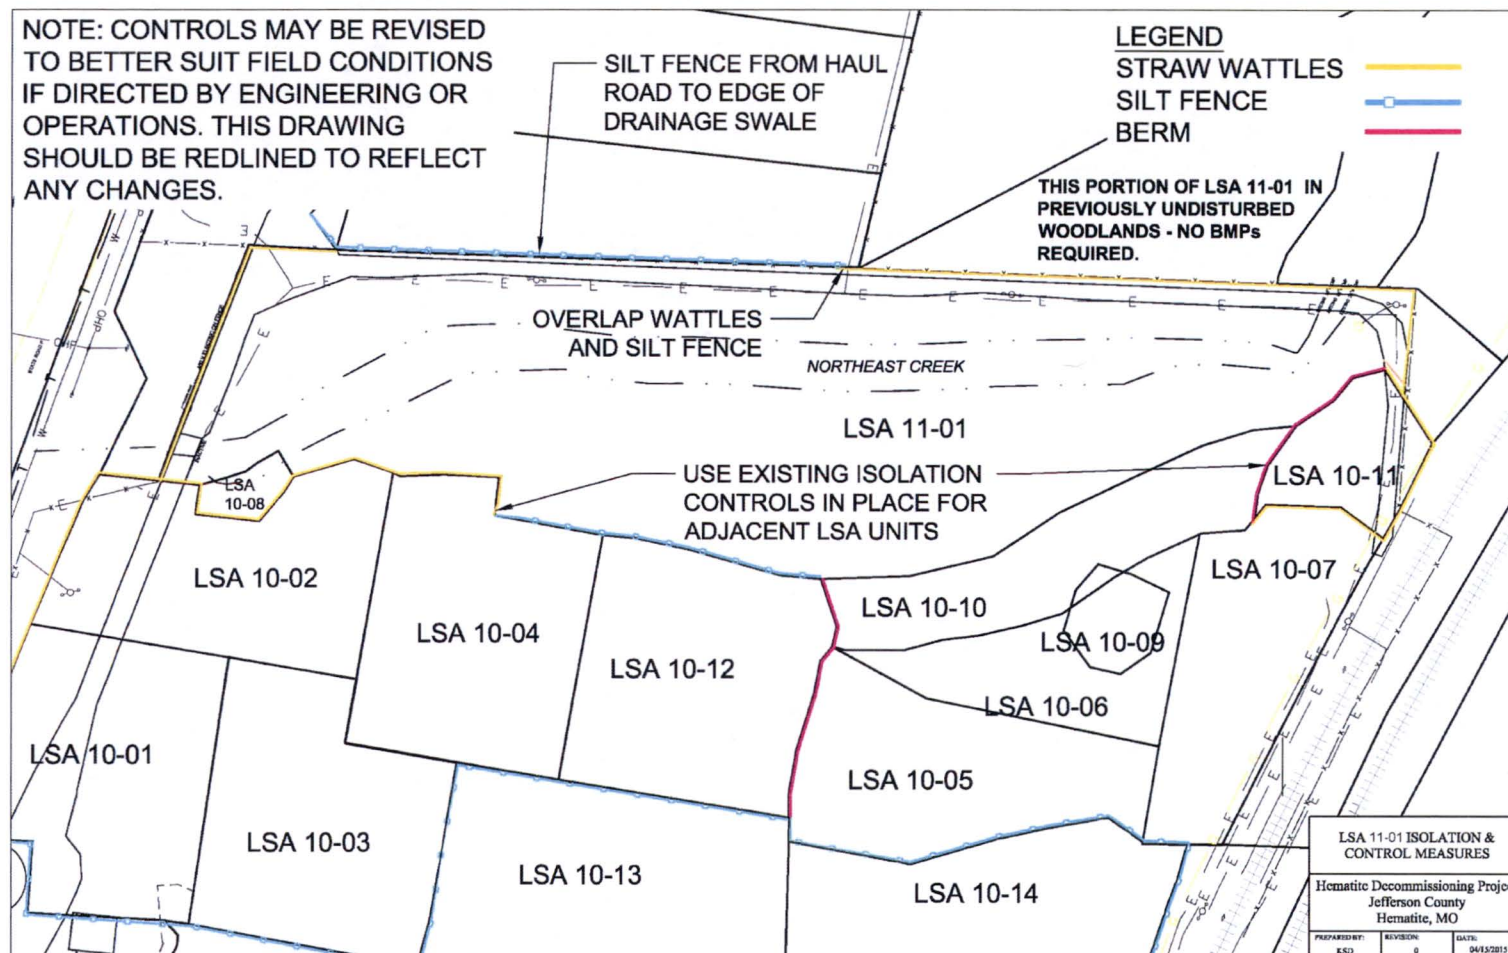 NOTE: CONTROLS MAY BE REVISED
TO BETTER SUIT FIELD CONDITIONS
IF DIRECTED BY ENGINEERING OR
OPERATIONS. THIS DRAWING
SHOULD BE REDLINED TO REFLECT
ANY CHANGES.
SILT FENCE FROM HAUL
ROAD TO EDGE OF
DRAINAGE SWALE
LEGEND
STRAW WATTLES
SILT FENCE
BERM
THIS PORTION OF LSA 11-01 IN
PREVIOUSLY UNDISTURBED
WOODLANDS - NO BMPs
REQUIRED.
OVERLAP WATTLES
AND SILT FENCE
NORTHEAST CREEK
LSA 11-01
USE EXISTING ISOLATION
CONTROLS IN PLACE FOR
ADJACENT LSA UNITS
LSA 10-11
LSA
10-08
LSA 10-02
LSA 10-04
LSA 10-12
LSA 10-10
LSA 10-09
LSA 10-07
LSA 10-06
LSA 10-01
LSA 10-05
LSA 10-03
LSA 10-13
LSA 10-14
OHP
LSA 11-01 ISOLATION &
CONTROL MEASURES
Hematite Decommissioning Projec
Jefferson County
Hematite, MO
PREPARED BY:
REVISION:
DATE:
0
04/15/2015